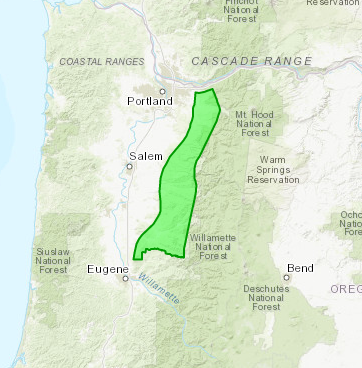 Pinchot
National
Forest
Reservation
COASTAL RANGES
CASCADE RANGE
Portland
Mt Hood
National
Forest
Salem
Warm
Springs
Reservation
Ocho
National
Fores
Siuslaw
National
Forest
Willamette
National
Forest
Eugene
Willamette
Bend
Deschutes
National
Forest
OREG